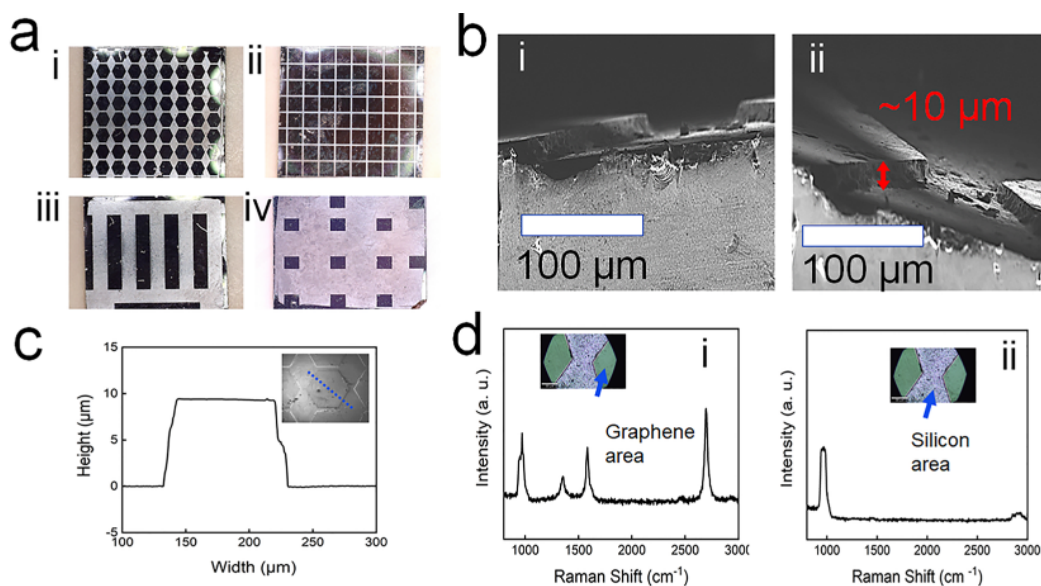 a
i
ii
iii
iv
b
i
100 µm
ii
~10 µm
100 µm
c
Height (µm)
15
10
5
0
-5
100
150
200
250
300
Width (µm)
d
Intensity (a. u.)
i
Graphene
area
1000
1500
2000
2500
3000
Raman Shift (cm⁻¹)
Intensity (a. u.)
ii
Silicon
area
1000
1500
2000
2500
3000
Raman Shift (cm⁻¹)